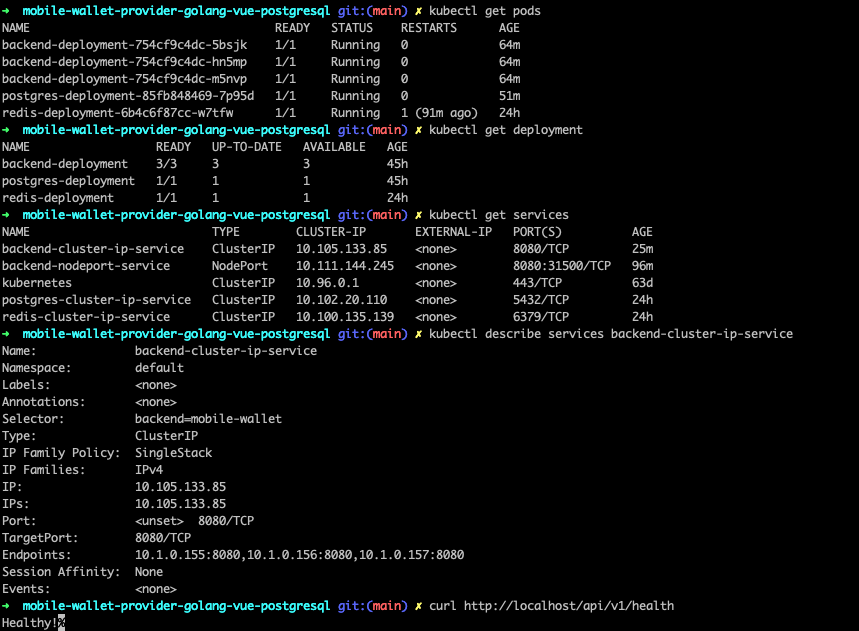 ➜  mobile-wallet-provider-golang-vue-postgresql git:(main) ✗ kubectl get pods
NAME                                   READY   STATUS    RESTARTS      AGE
backend-deployment-754cf9c4dc-5bsjk    1/1     Running   0             64m
backend-deployment-754cf9c4dc-hn5mp    1/1     Running   0             64m
backend-deployment-754cf9c4dc-m5nvp    1/1     Running   0             64m
postgres-deployment-85fb848469-7p95d   1/1     Running   0             51m
redis-deployment-6b4c6f87cc-w7tfw      1/1     Running   1 (91m ago)   24h
➜  mobile-wallet-provider-golang-vue-postgresql git:(main) ✗ kubectl get deployment
NAME                  READY   UP-TO-DATE   AVAILABLE   AGE
backend-deployment    3/3     3            3           45h
postgres-deployment   1/1     1            1           45h
redis-deployment      1/1     1            1           24h
➜  mobile-wallet-provider-golang-vue-postgresql git:(main) ✗ kubectl get services
NAME                          TYPE        CLUSTER-IP       EXTERNAL-IP   PORT(S)          AGE
backend-cluster-ip-service    ClusterIP   10.105.133.85    <none>        8080/TCP         25m
backend-nodeport-service      NodePort    10.111.144.245   <none>        8080:31500/TCP   96m
kubernetes                    ClusterIP   10.96.0.1        <none>        443/TCP          63d
postgres-cluster-ip-service   ClusterIP   10.102.20.110    <none>        5432/TCP         24h
redis-cluster-ip-service      ClusterIP   10.100.135.139   <none>        6379/TCP         24h
➜  mobile-wallet-provider-golang-vue-postgresql git:(main) ✗ kubectl describe services backend-cluster-ip-service
Name:              backend-cluster-ip-service
Namespace:         default
Labels:            <none>
Annotations:       <none>
Selector:          backend=mobile-wallet
Type:              ClusterIP
IP Family Policy:  SingleStack
IP Families:       IPv4
IP:                10.105.133.85
IPs:               10.105.133.85
Port:              <unset>  8080/TCP
TargetPort:        8080/TCP
Endpoints:         10.1.0.155:8080,10.1.0.156:8080,10.1.0.157:8080
Session Affinity:  None
Events:            <none>
➜  mobile-wallet-provider-golang-vue-postgresql git:(main) ✗ curl http://localhost/api/v1/health
Healthy!%